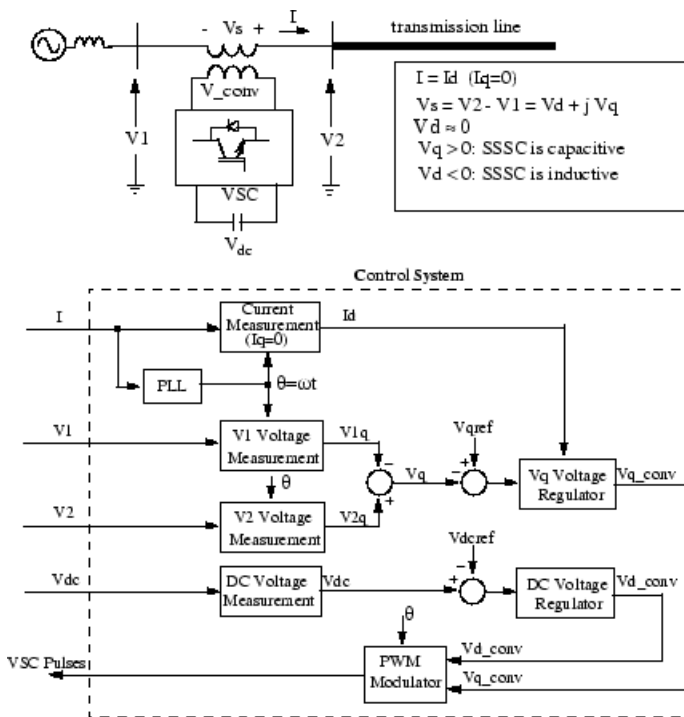 - Vs +
I
transmission line
V_conv
V1
V2
VSC
Vdc
I = Id (Iq=0)
Vs = V2 - V1 = Vd + j Vq
Vd ≈ 0
Vq > 0: SSSC is capacitive
Vd < 0: SSSC is inductive
Control System
I
Current
Measurement
(Iq=0)
Id
PLL
θ=ωt
V1
V1 Voltage
Measurement
V1q
θ
V2
V2 Voltage
Measurement
V2q
-
+
Vq
Vqref
-
+
Vq Voltage
Regulator
Vq_conv
Vdc
DC Voltage
Measurement
Vdc
Vdcref
-
+
DC Voltage
Regulator
Vd_conv
θ
PWM
Modulator
Vd_conv
Vq_conv
VSC Pulses